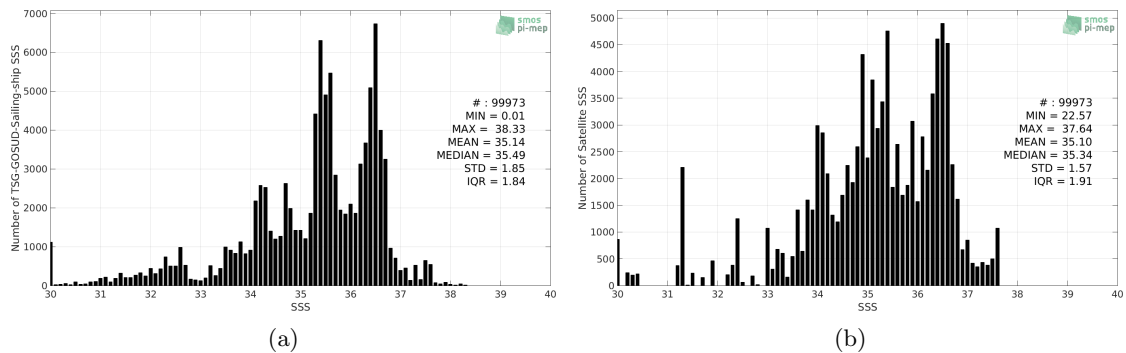 7000
6000
5000
4000
3000
2000
1000
0
Number of TSG-GOSUD-Sailing-ship SSS
smos
pi-mep
# : 99973
MIN = 0.01
MAX = 38.33
MEAN = 35.14
MEDIAN = 35.49
STD = 1.85
IQR = 1.84
30 31 32 33 34 35 36 37 38 39 40
SSS
(a)
5000
4500
4000
3500
3000
2500
2000
1500
1000
500
0
Number of Satellite SSS
smos
pi-mep
# : 99973
MIN = 22.57
MAX = 37.64
MEAN = 35.10
MEDIAN = 35.34
STD = 1.57
IQR = 1.91
30 31 32 33 34 35 36 37 38 39 40
SSS
(b)